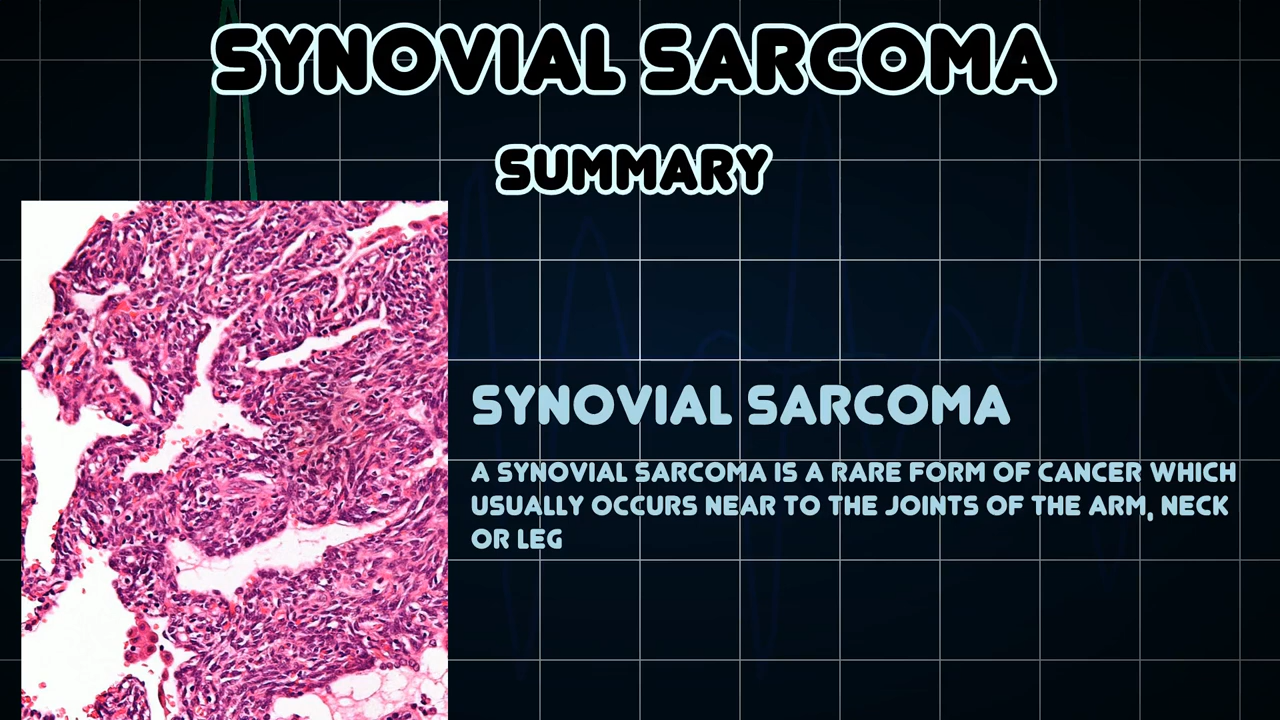 SYNOVIAL SARCOMA
SUMMARY
SYNOVIAL SARCOMA
A SYNOVIAL SARCOMA IS A RARE FORM OF CANCER WHICH
USUALLY OCCURS NEAR TO THE JOINTS OF THE ARM, NECK
OR LEG